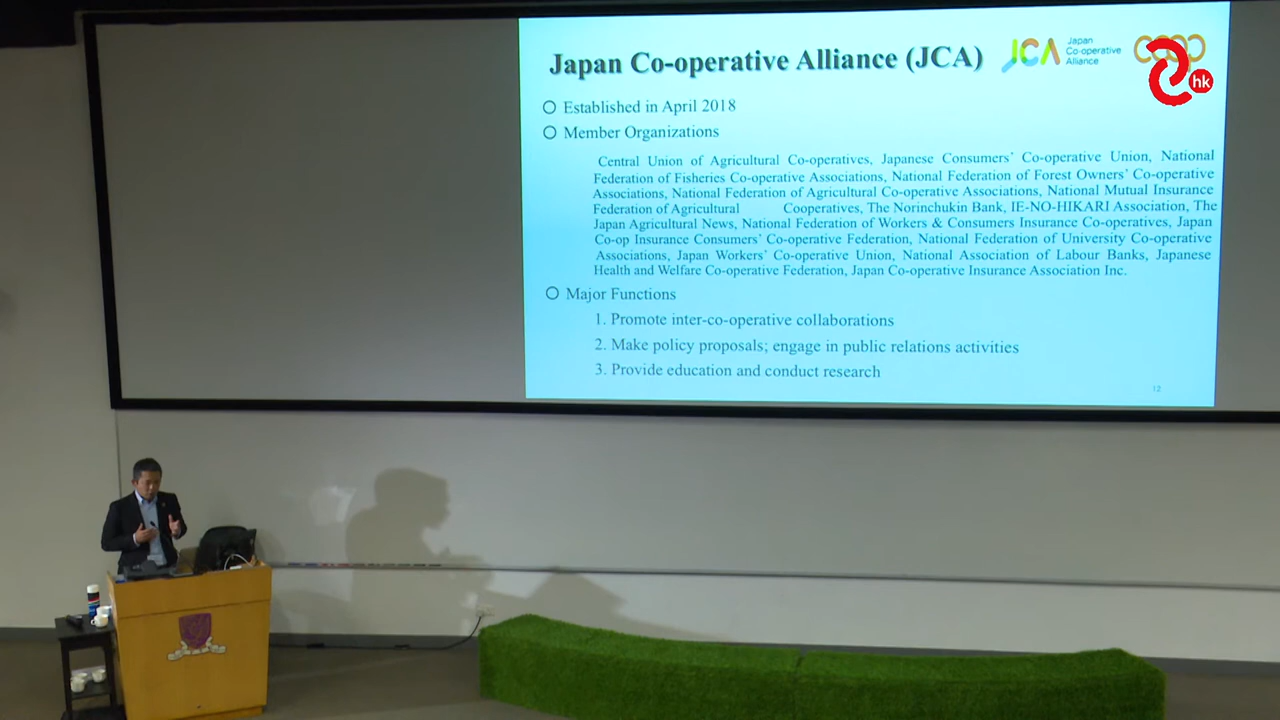 Japan Co-operative Alliance (JCA)
JCA
Japan
Co-operative
Alliance
coop
hk
Established in April 2018
Member Organizations
Central Union of Agricultural Co-operatives, Japanese Consumers' Co-operative Union, National
Federation of Fisheries Co-operative Associations, National Federation of Forest Owners' Co-operative
Associations, National Federation of Agricultural Co-operative Associations, National Mutual Insurance
Federation of Agricultural Cooperatives, The Norinchukin Bank, IE-NO-HIKARI Association, The
Japan Agricultural News, National Federation of Workers & Consumers Insurance Co-operatives, Japan
Co-op Insurance Consumers' Co-operative Federation, National Federation of University Co-operative
Associations, Japan Workers' Co-operative Union, National Association of Labour Banks, Japanese
Health and Welfare Co-operative Federation, Japan Co-operative Insurance Association Inc.
Major Functions
1. Promote inter-co-operative collaborations
2. Make policy proposals; engage in public relations activities
3. Provide education and conduct research
12